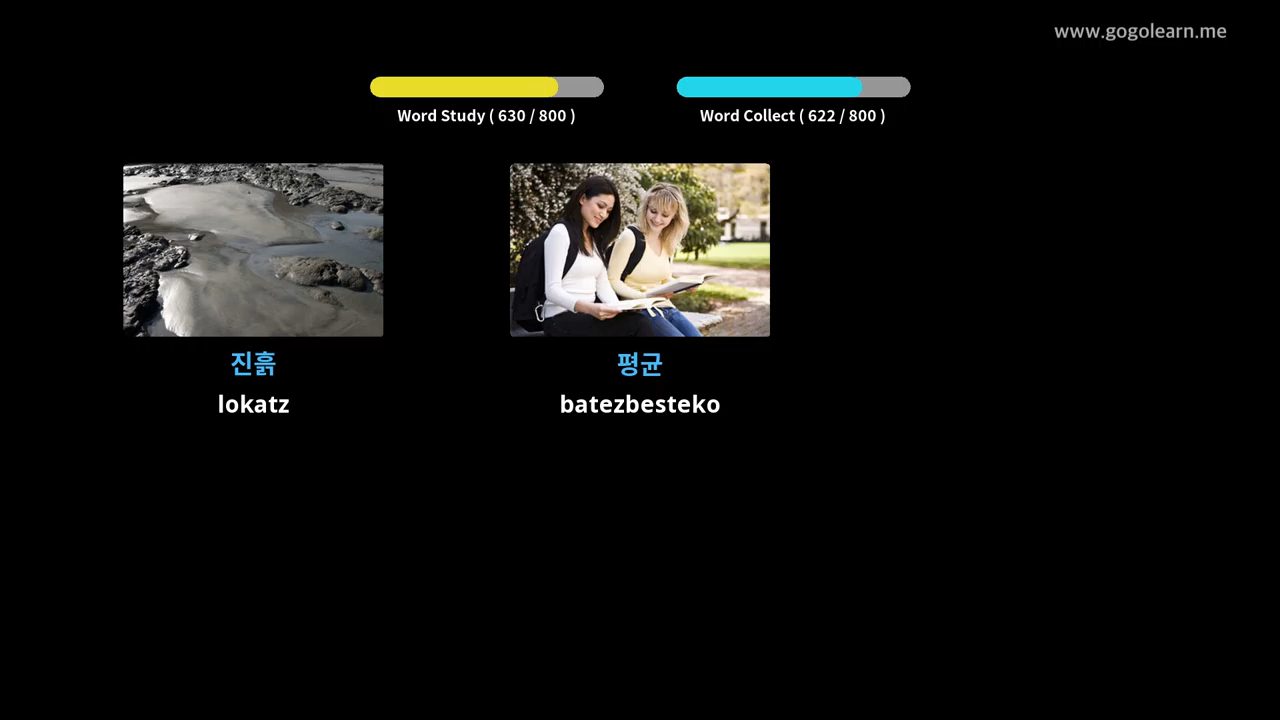 www.gogolearn.me
Word Study ( 630 / 800 )
Word Collect ( 622 / 800 )
진흙
lokatz
평균
batezbesteko